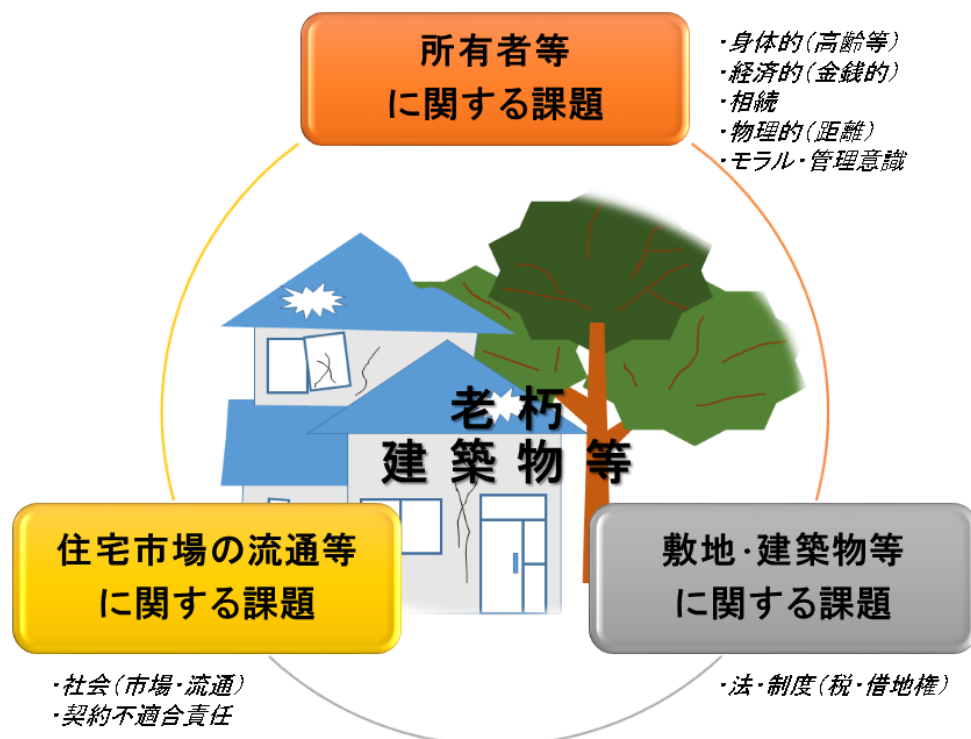 所有者等
に関する課題
・身体的(高齢等)
・経済的(金銭的)
・相続
・物理的(距離)
・モラル・管理意識
老朽
建築物等
住宅市場の流通等
に関する課題
・社会(市場・流通)
・契約不適合責任
敷地・建築物等
に関する課題
・法・制度(税・借地権)